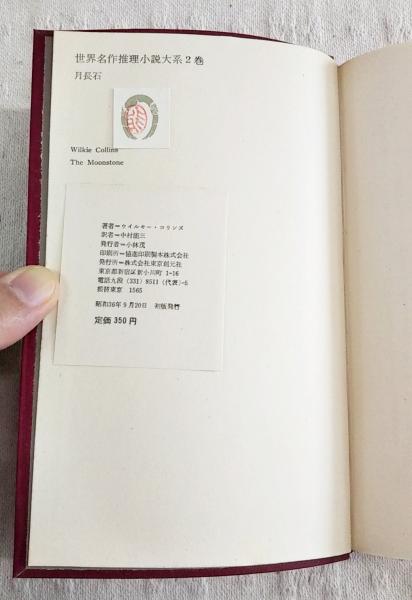 世界名作推理小説大系2巻
月長石
Wilkie Collins
The Moonstone
著者=ウイルキー・コリンズ
訳者=中村能三
発行者=小林茂
印刷所=協進印刷製本株式会社
発行所=株式会社東京創元社
東京都新宿区新小川町 1-16
電話九段 (331) 8511 (代表)-5
振替東京 1565
昭和36年9月20日 初版発行
定価 350円